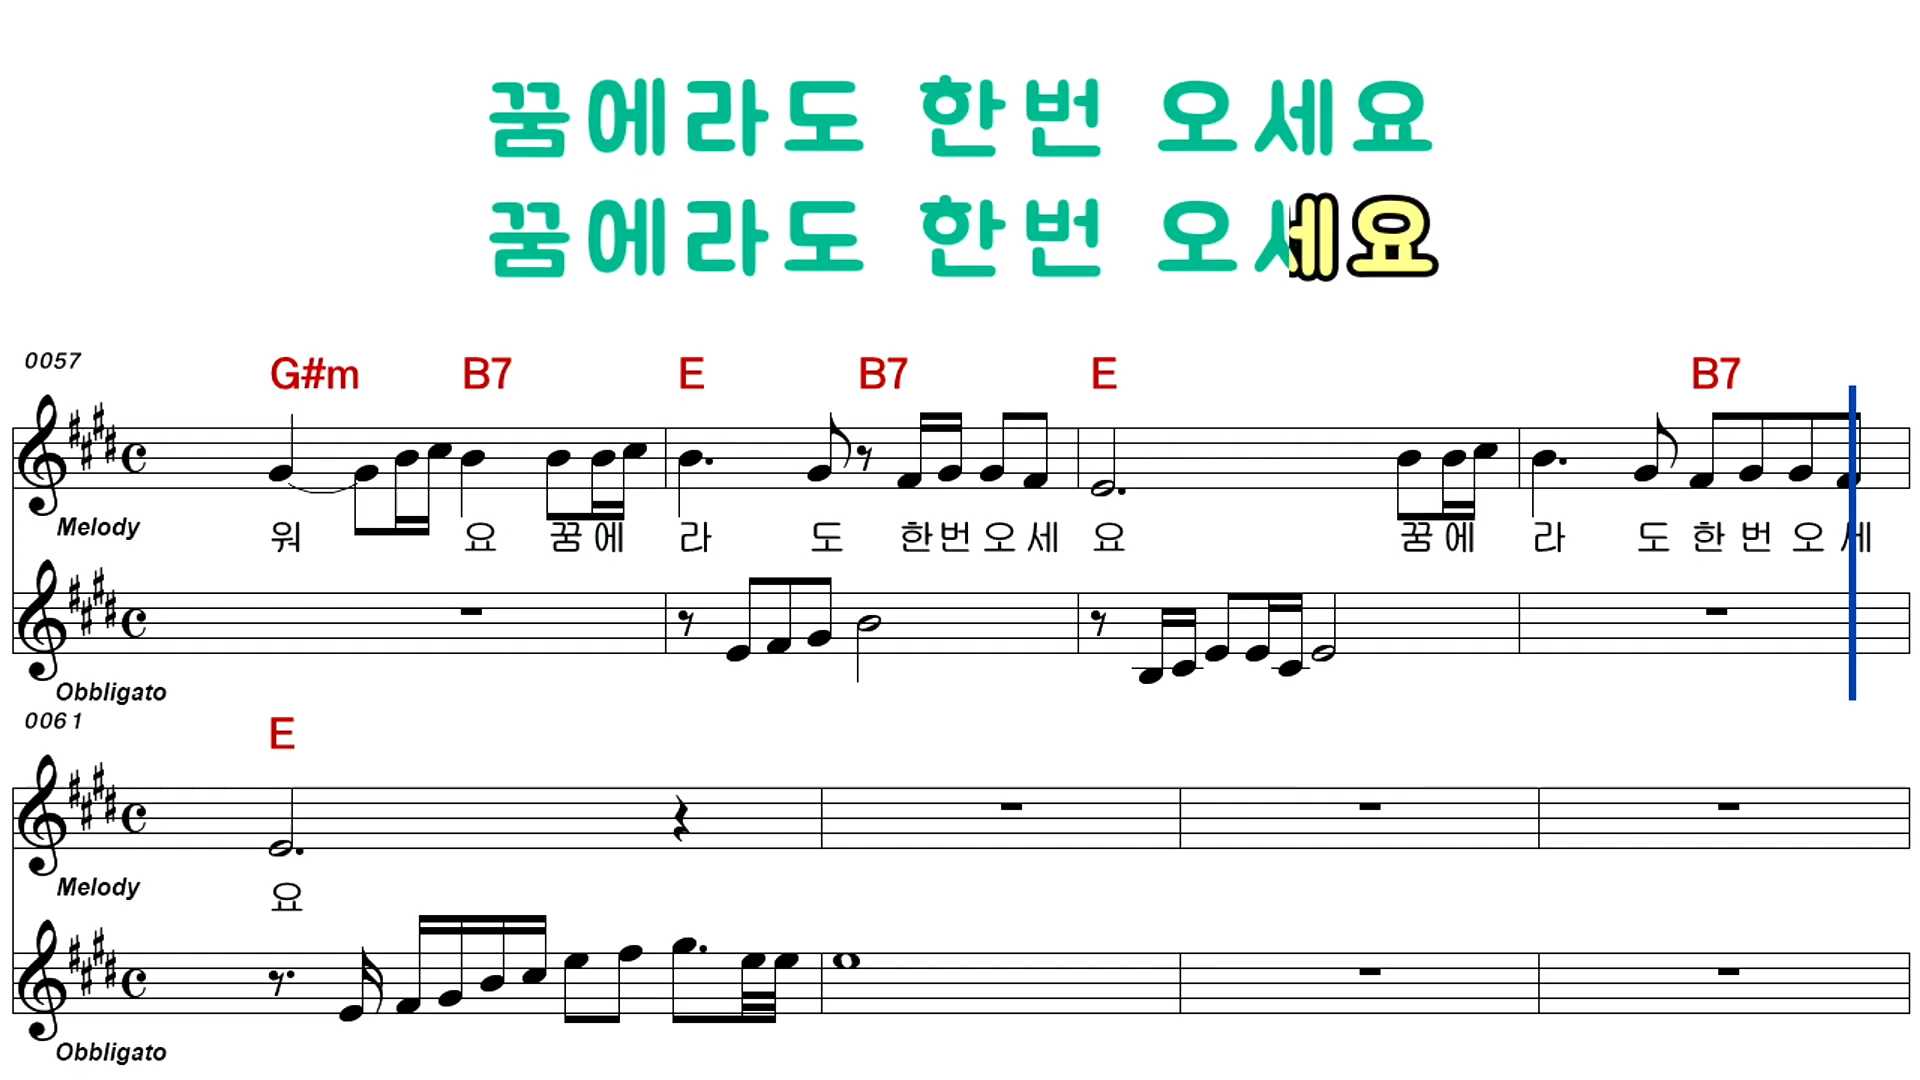 꿈에라도 한번 오세요
꿈에라도 한번 오세요
0057
G#m B7 E B7 E B7
Melody
워 요 꿈 에 라 도 한 번 오 세 요 꿈 에 라 도 한 번 오 세
Obbligato
0061
E
Melody
요
Obbligato